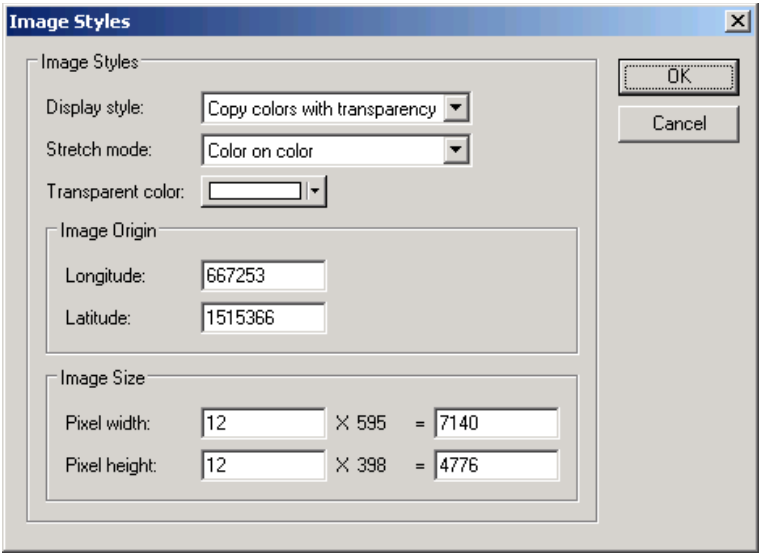 Image Styles
Image Styles
OK
Display style: Copy colors with transparency
Cancel
Stretch mode: Color on color
Transparent color:
Image Origin
Longitude: 667253
Latitude: 1515366
Image Size
Pixel width: 12 X 595 = 7140
Pixel height: 12 X 398 = 4776